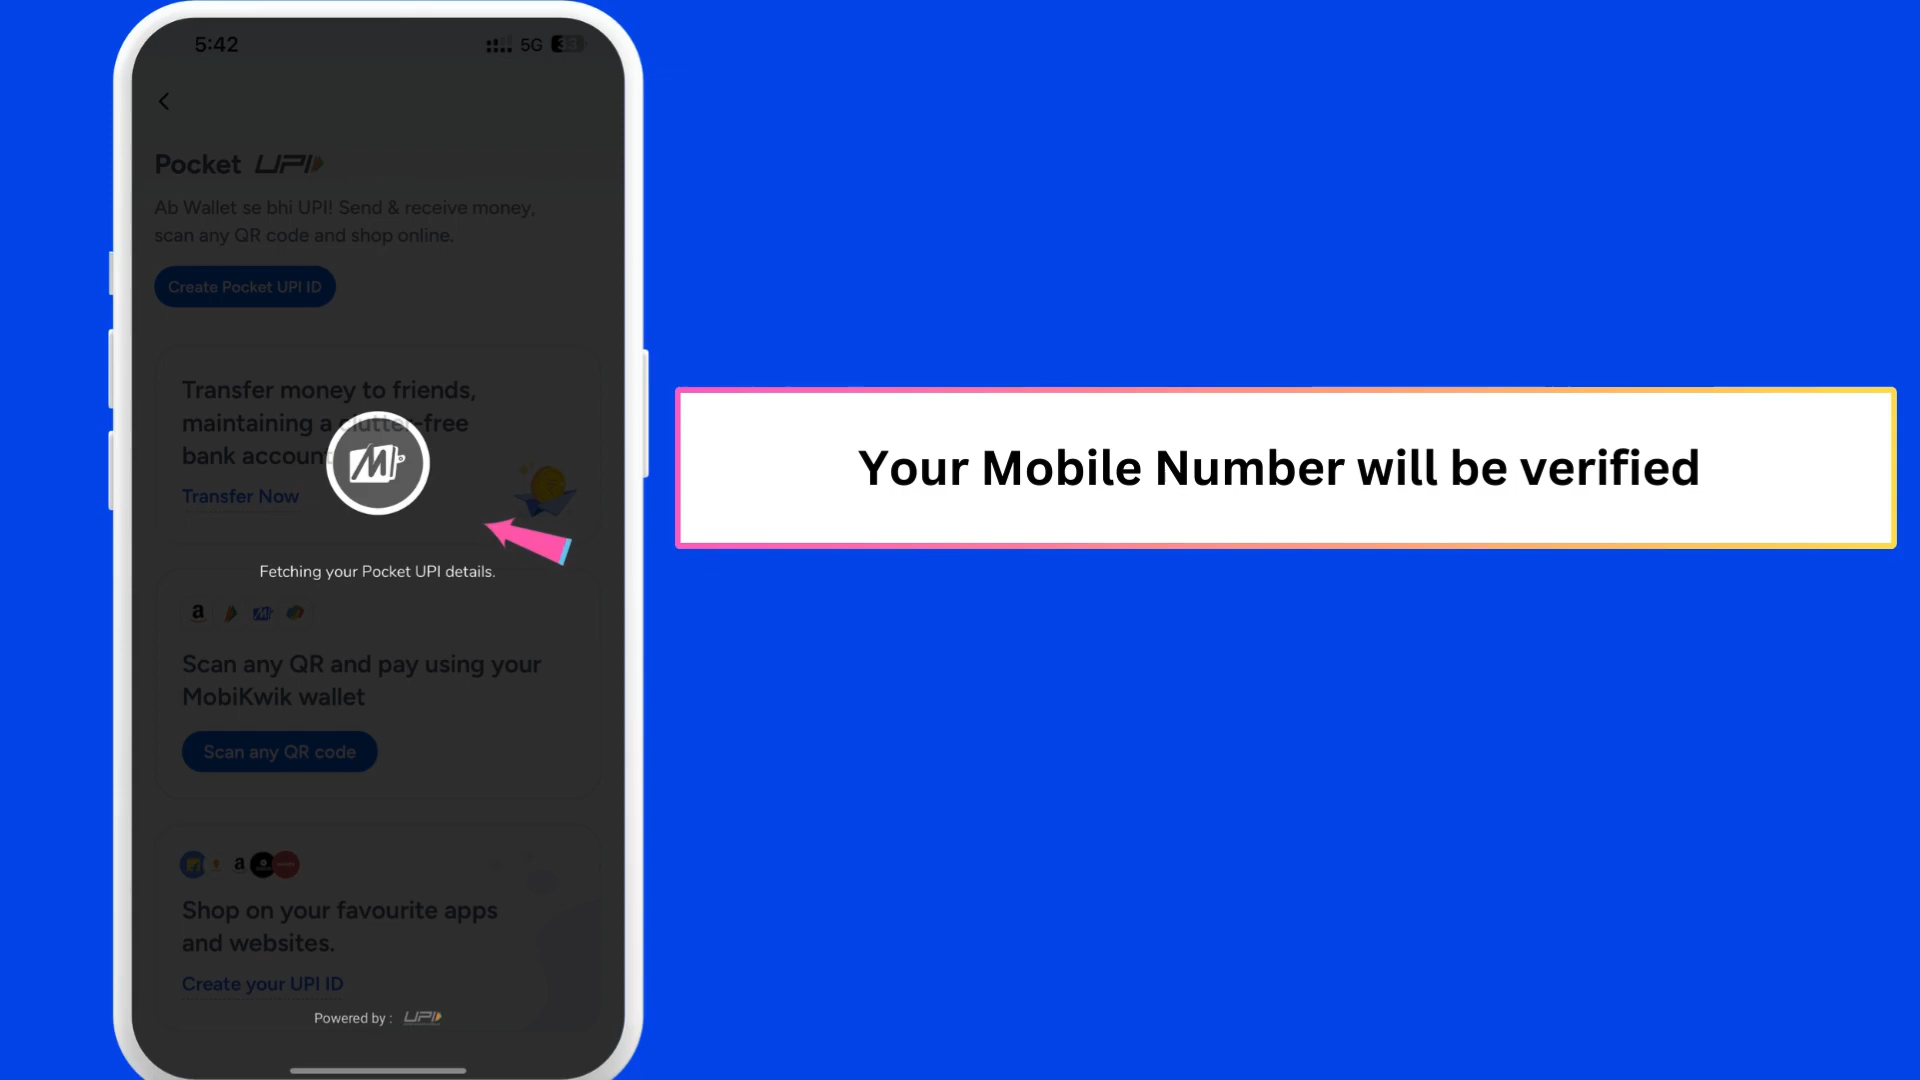 5:42
5G 33
Pocket UPI
Ab Wallet se bhi UPI! Send & receive money,
scan any QR code and shop online.
Create Pocket UPI ID
Transfer money to friends,
maintaining a clutter-free
bank account
Transfer Now
Fetching your Pocket UPI details.
Scan any QR and pay using your
MobiKwik wallet
Scan any QR code
Shop on your favourite apps
and websites.
Create your UPI ID
Powered by : UPI
Your Mobile Number will be verified